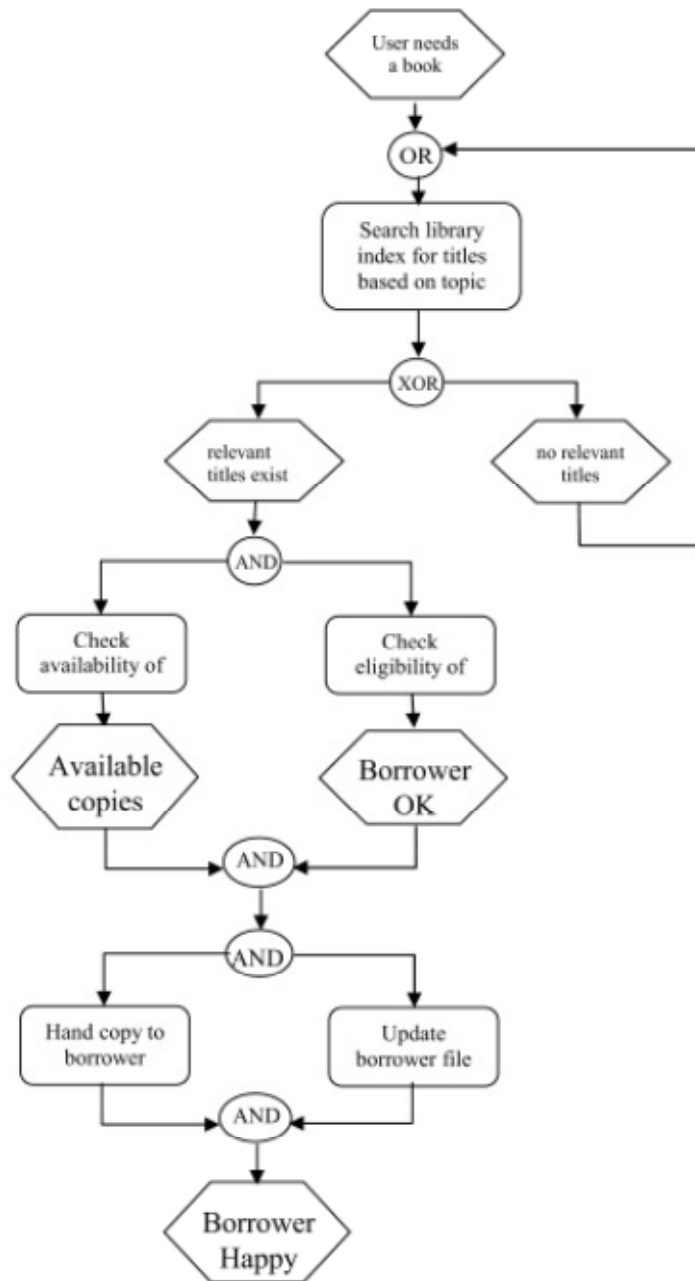 User needs
a book
OR
Search library
index for titles
based on topic
XOR
relevant
titles exist
no relevant
titles
AND
Check
availability of
Check
eligibility of
Available
copies
Borrower
OK
AND
AND
Hand copy to
borrower
Update
borrower file
AND
Borrower
Happy